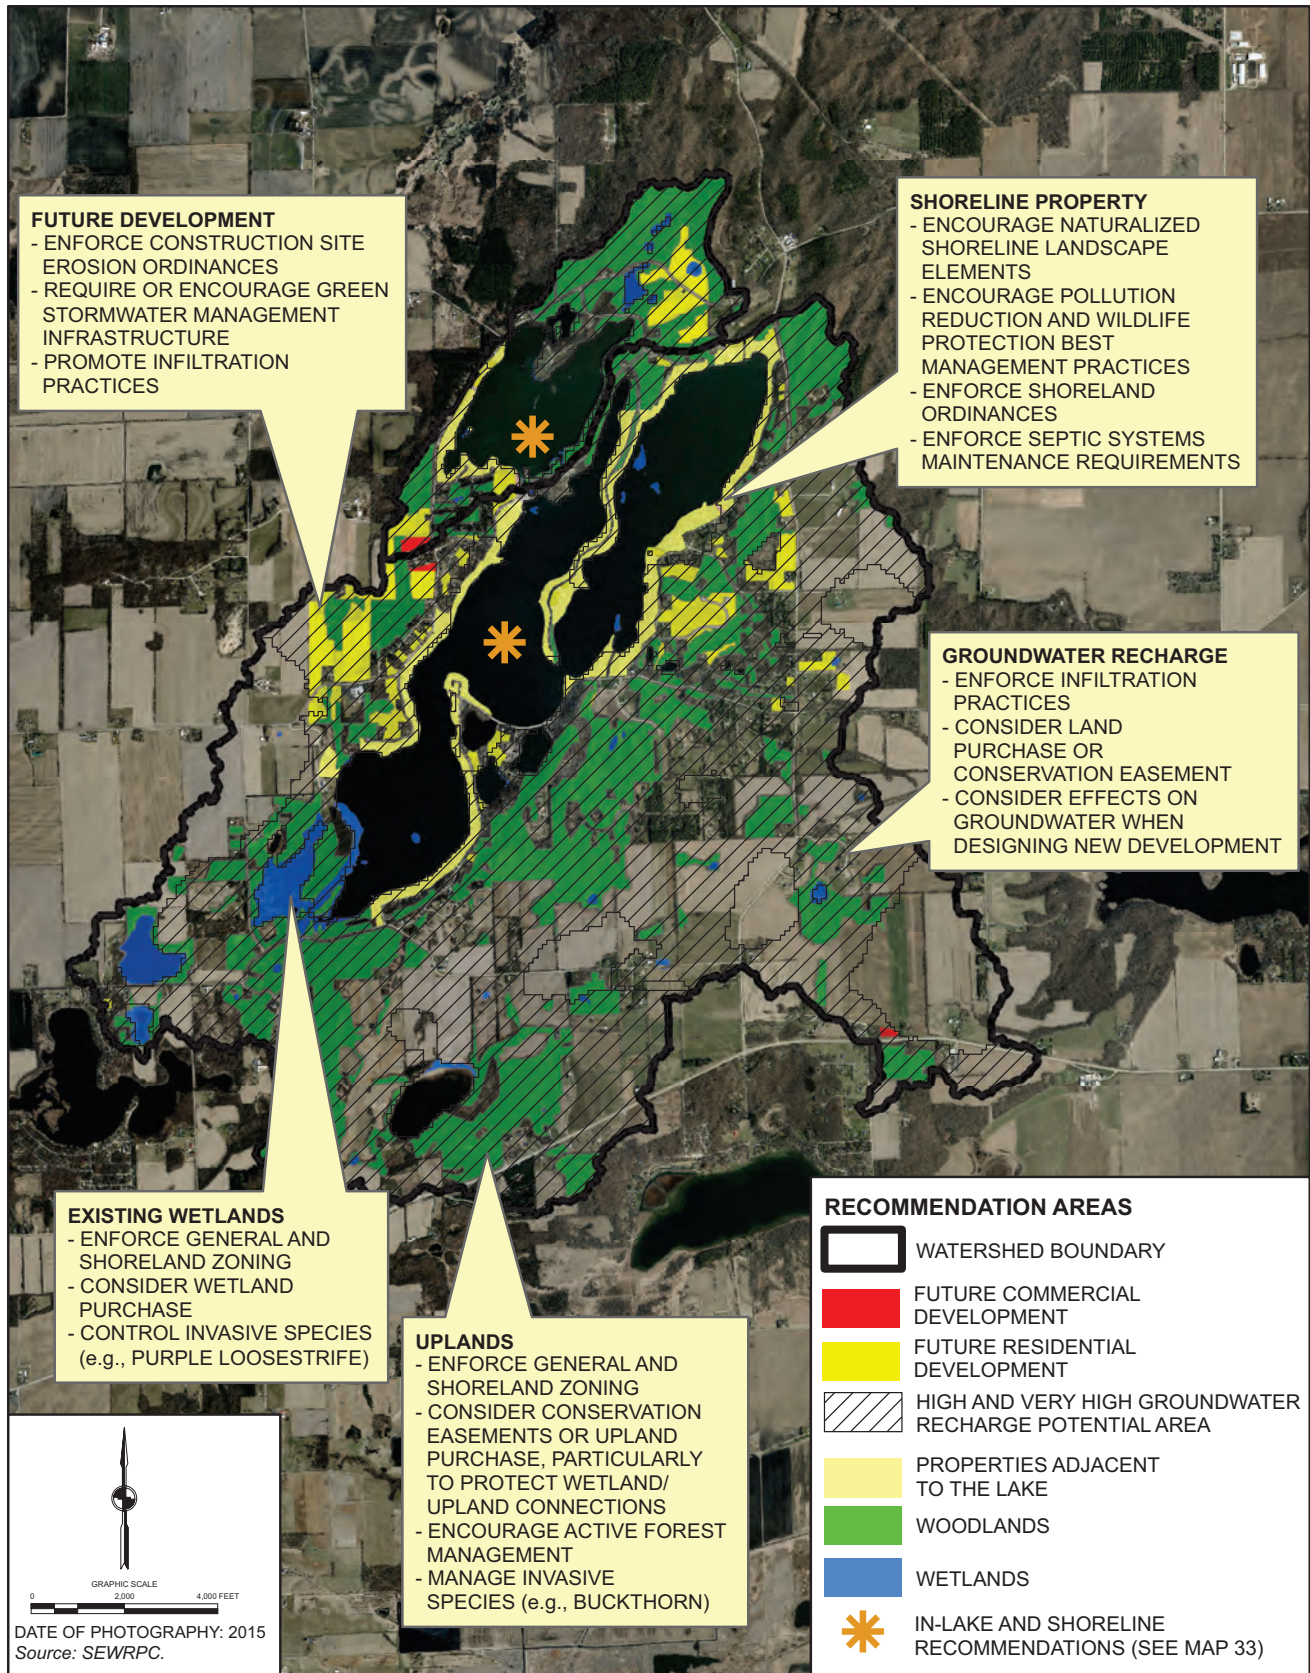 FUTURE DEVELOPMENT
- ENFORCE CONSTRUCTION SITE
EROSION ORDINANCES
- REQUIRE OR ENCOURAGE GREEN
STORMWATER MANAGEMENT
INFRASTRUCTURE
- PROMOTE INFILTRATION
PRACTICES
SHORELINE PROPERTY
- ENCOURAGE NATURALIZED
SHORELINE LANDSCAPE
ELEMENTS
- ENCOURAGE POLLUTION
REDUCTION AND WILDLIFE
PROTECTION BEST
MANAGEMENT PRACTICES
- ENFORCE SHORELAND
ORDINANCES
- ENFORCE SEPTIC SYSTEMS
MAINTENANCE REQUIREMENTS
GROUNDWATER RECHARGE
- ENFORCE INFILTRATION
PRACTICES
- CONSIDER LAND
PURCHASE OR
CONSERVATION EASEMENT
- CONSIDER EFFECTS ON
GROUNDWATER WHEN
DESIGNING NEW DEVELOPMENT
EXISTING WETLANDS
- ENFORCE GENERAL AND
SHORELAND ZONING
- CONSIDER WETLAND
PURCHASE
- CONTROL INVASIVE SPECIES
(e.g., PURPLE LOOSESTRIFE)
UPLANDS
- ENFORCE GENERAL AND
SHORELAND ZONING
- CONSIDER CONSERVATION
EASEMENTS OR UPLAND
PURCHASE, PARTICULARLY
TO PROTECT WETLAND/
UPLAND CONNECTIONS
- ENCOURAGE ACTIVE FOREST
MANAGEMENT
- MANAGE INVASIVE
SPECIES (e.g., BUCKTHORN)
RECOMMENDATION AREAS
WATERSHED BOUNDARY
FUTURE COMMERCIAL
DEVELOPMENT
FUTURE RESIDENTIAL
DEVELOPMENT
HIGH AND VERY HIGH GROUNDWATER
RECHARGE POTENTIAL AREA
PROPERTIES ADJACENT
TO THE LAKE
WOODLANDS
WETLANDS
IN-LAKE AND SHORELINE
RECOMMENDATIONS (SEE MAP 33)
GRAPHIC SCALE
0 2,000 4,000 FEET
DATE OF PHOTOGRAPHY: 2015
Source: SEWRPC.